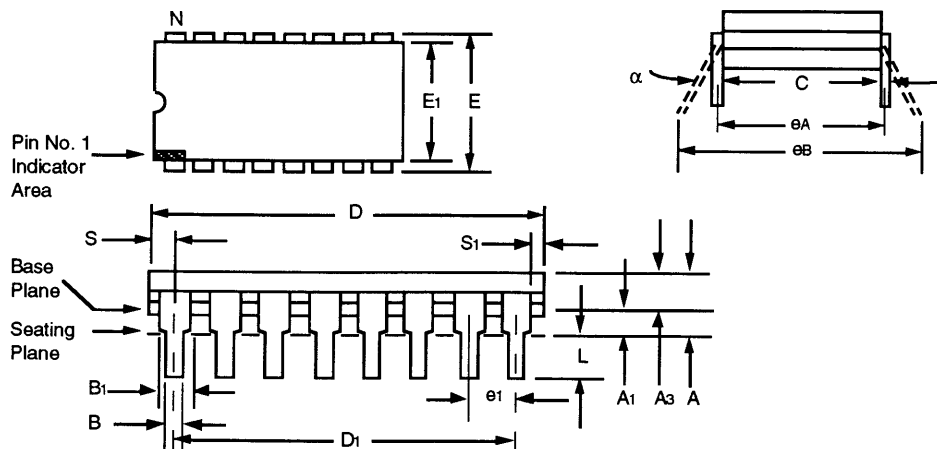 N
E1
E
Pin No. 1
Indicator
Area
α
C
eA
eB
D
S
S1
Base
Plane
Seating
Plane
L
B1
e1
A1
A3
A
B
D1